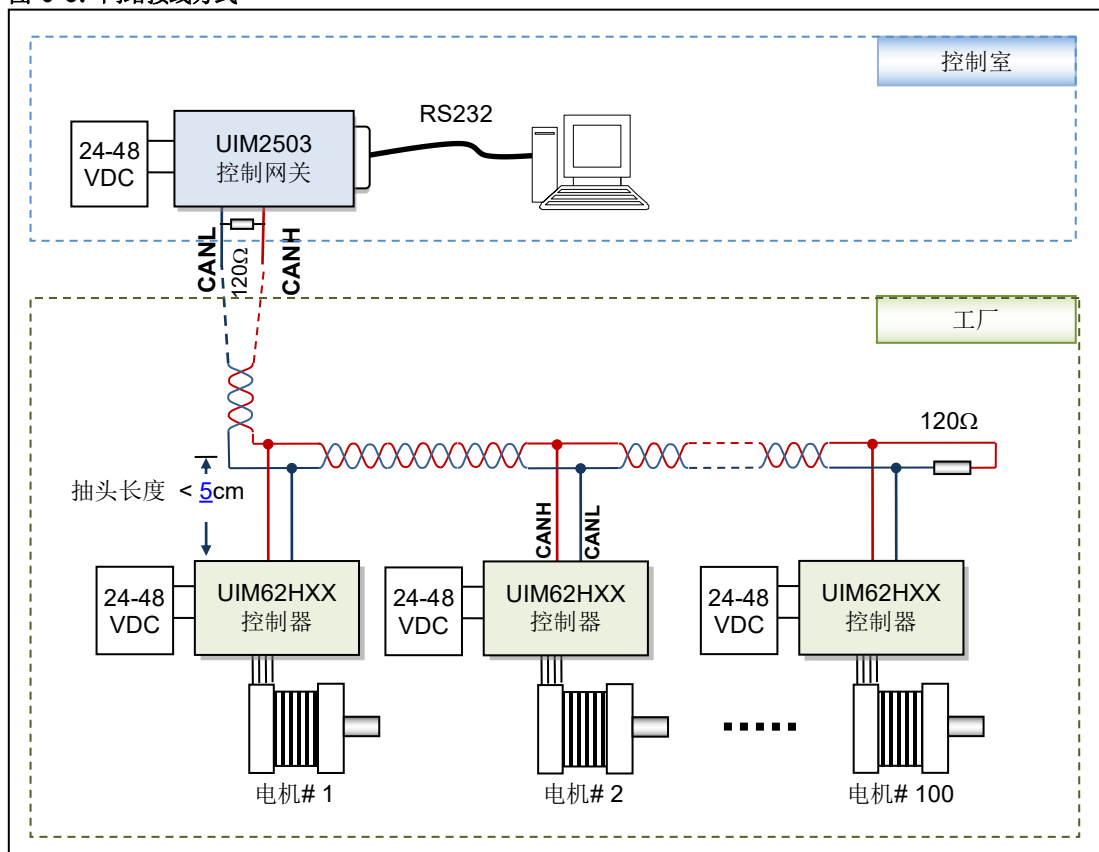 控制室
RS232
24-48
VDC
UIM2503
控制网关
CANL
120Ω
CANH
工厂
120Ω
抽头长度 < 5cm
CANH
CANL
24-48
VDC
UIM62HXX
控制器
24-48
VDC
UIM62HXX
控制器
24-48
VDC
UIM62HXX
控制器
电机# 1
电机# 2
电机# 100